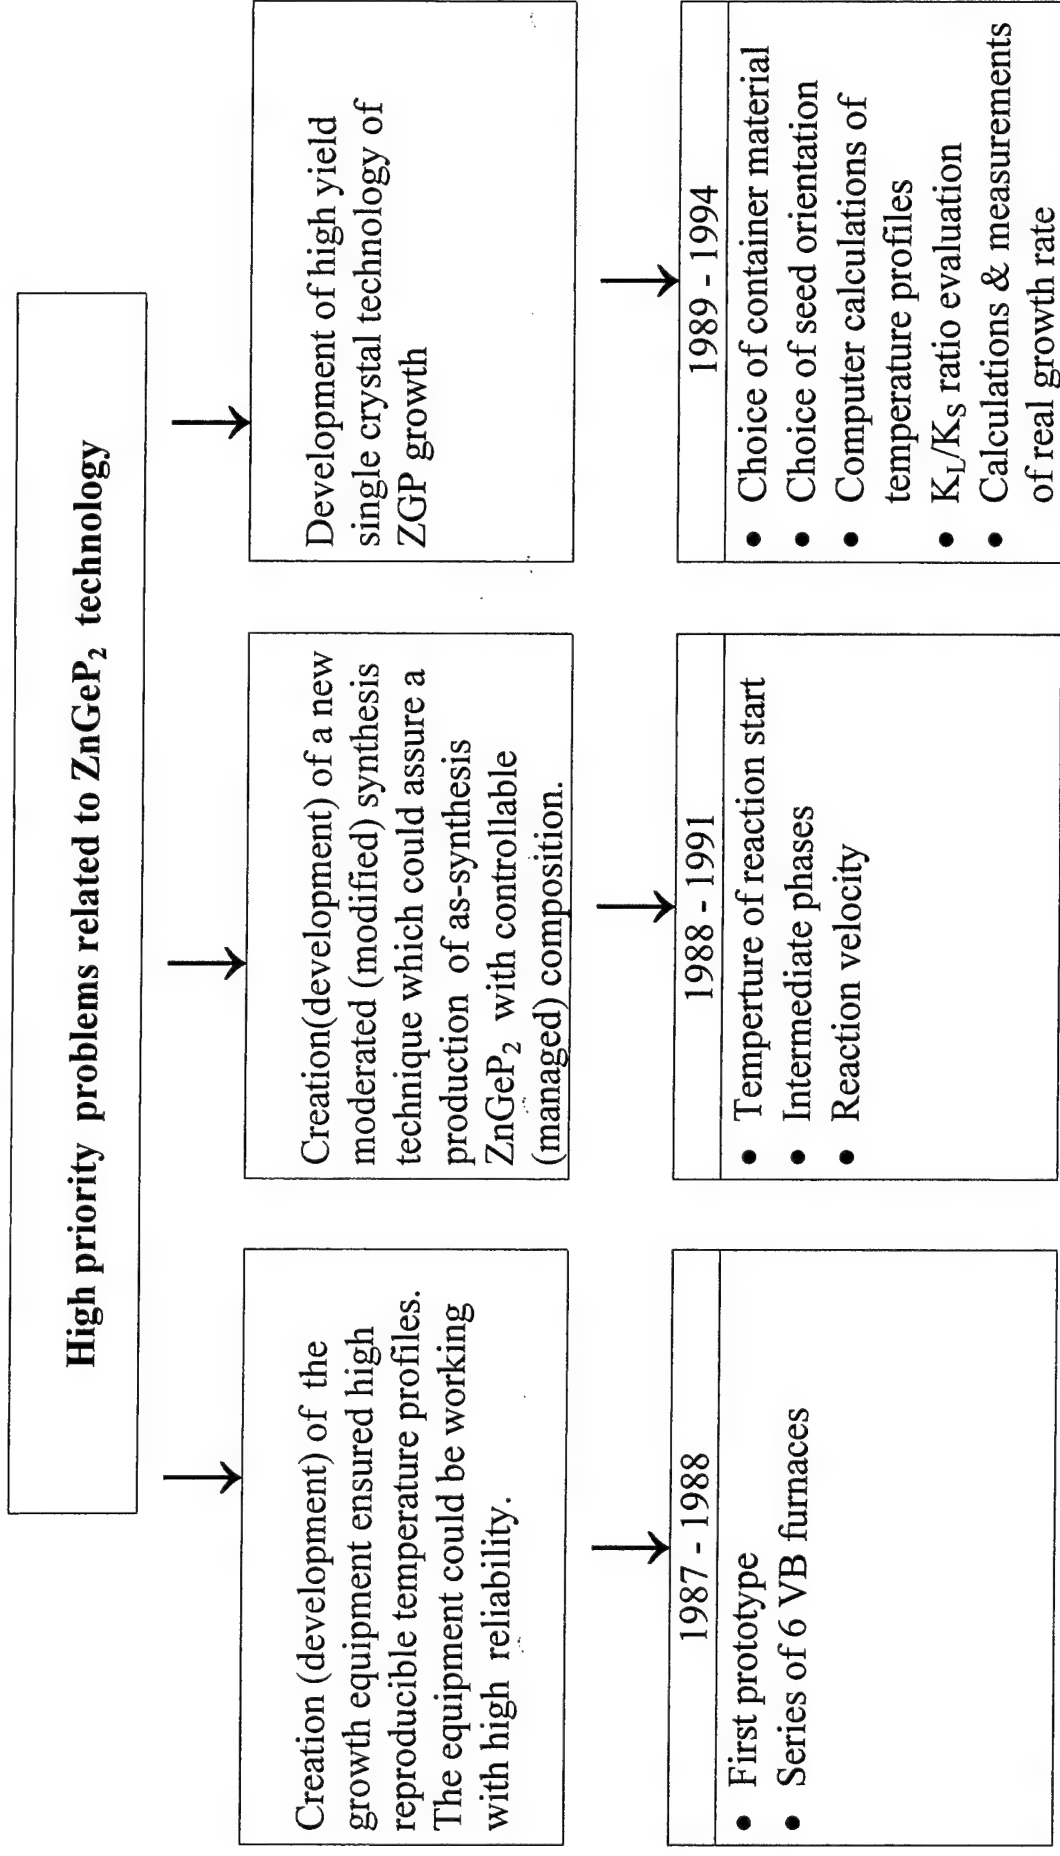 High priority problems related to ZnGeP₂ technology
Creation (development) of the
growth equipment ensured high
reproducible temperature profiles.
The equipment could be working
with high reliability.
1987 - 1988
• First prototype
• Series of 6 VB furnaces
Creation(development) of a new
moderated (modified) synthesis
technique which could assure a
production of as-synthesis
ZnGeP₂ with controllable
(managed) composition.
1988 - 1991
• Temperture of reaction start
• Intermediate phases
• Reaction velocity
Development of high yield
single crystal technology of
ZGP growth
1989 - 1994
• Choice of container material
• Choice of seed orientation
• Computer calculations of
temperature profiles
• K_L/K_S ratio evaluation
• Calculations & measurements
of real growth rate